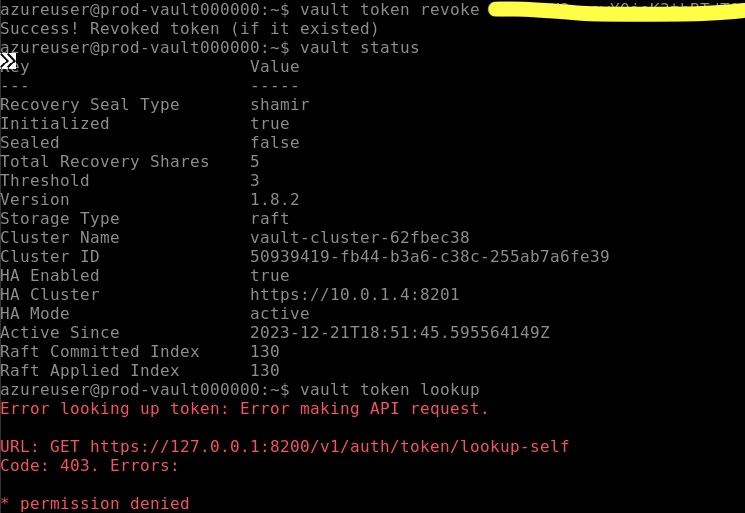 azureuser@prod-vault000000:~$ vault token revoke
Success! Revoked token (if it existed)
azureuser@prod-vault000000:~$ vault status
Key Value
--- -----
Recovery Seal Type shamir
Initialized true
Sealed false
Total Recovery Shares 5
Threshold 3
Version 1.8.2
Storage Type raft
Cluster Name vault-cluster-62fbec38
Cluster ID 50939419-fb44-b3a6-c38c-255ab7a6fe39
HA Enabled true
HA Cluster https://10.0.1.4:8201
HA Mode active
Active Since 2023-12-21T18:51:45.595564149Z
Raft Committed Index 130
Raft Applied Index 130
azureuser@prod-vault000000:~$ vault token lookup
Error looking up token: Error making API request.
URL: GET https://127.0.0.1:8200/v1/auth/token/lookup-self
Code: 403. Errors:
* permission denied